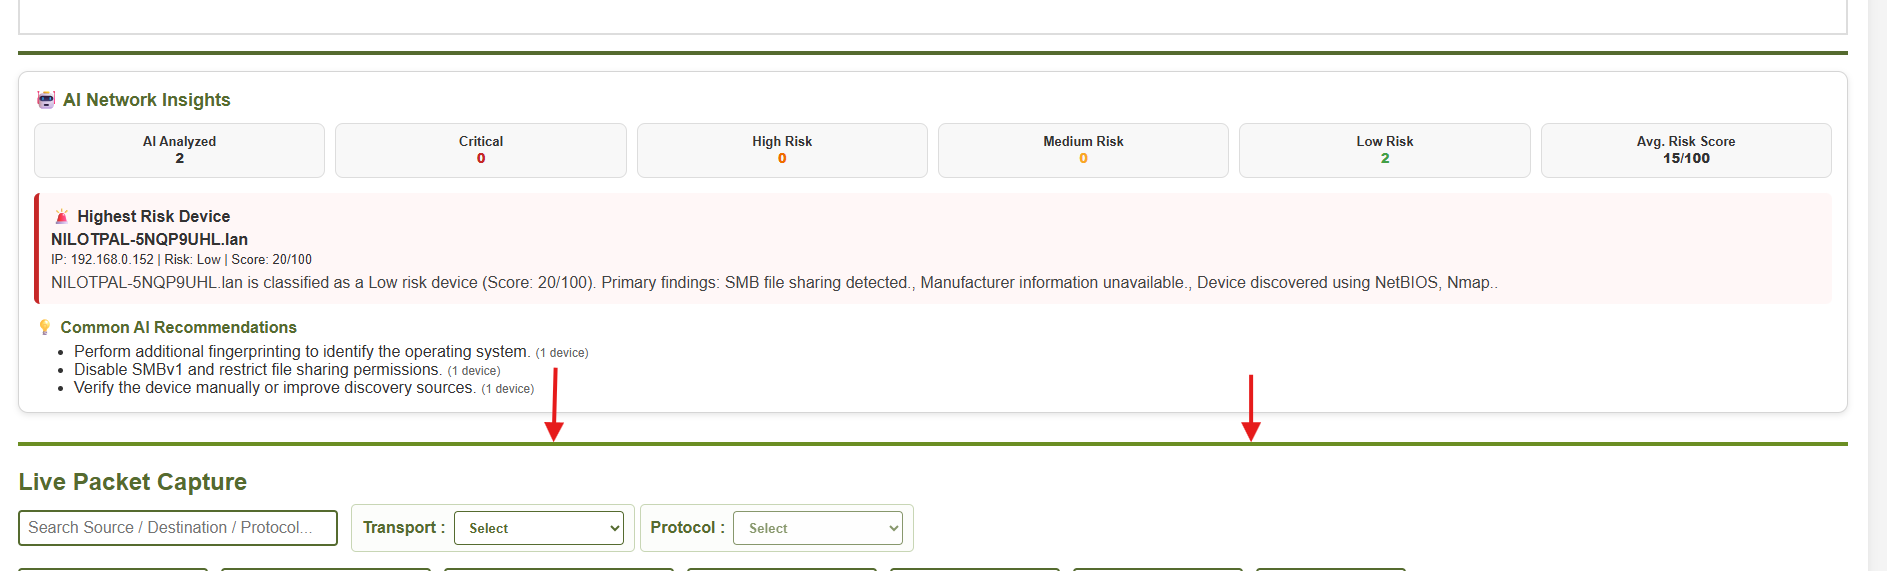 AI Network Insights
AI Analyzed
2
Critical
0
High Risk
0
Medium Risk
0
Low Risk
2
Avg. Risk Score
15/100
Highest Risk Device
NILOTPAL-5NQP9UHL.lan
IP: 192.168.0.152 | Risk: Low | Score: 20/100
NILOTPAL-5NQP9UHL.lan is classified as a Low risk device (Score: 20/100). Primary findings: SMB file sharing detected., Manufacturer information unavailable., Device discovered using NetBIOS, Nmap..
Common AI Recommendations
• Perform additional fingerprinting to identify the operating system. (1 device)
• Disable SMBv1 and restrict file sharing permissions. (1 device)
• Verify the device manually or improve discovery sources. (1 device)
Live Packet Capture
Search Source / Destination / Protocol...
Transport : Select
Protocol : Select